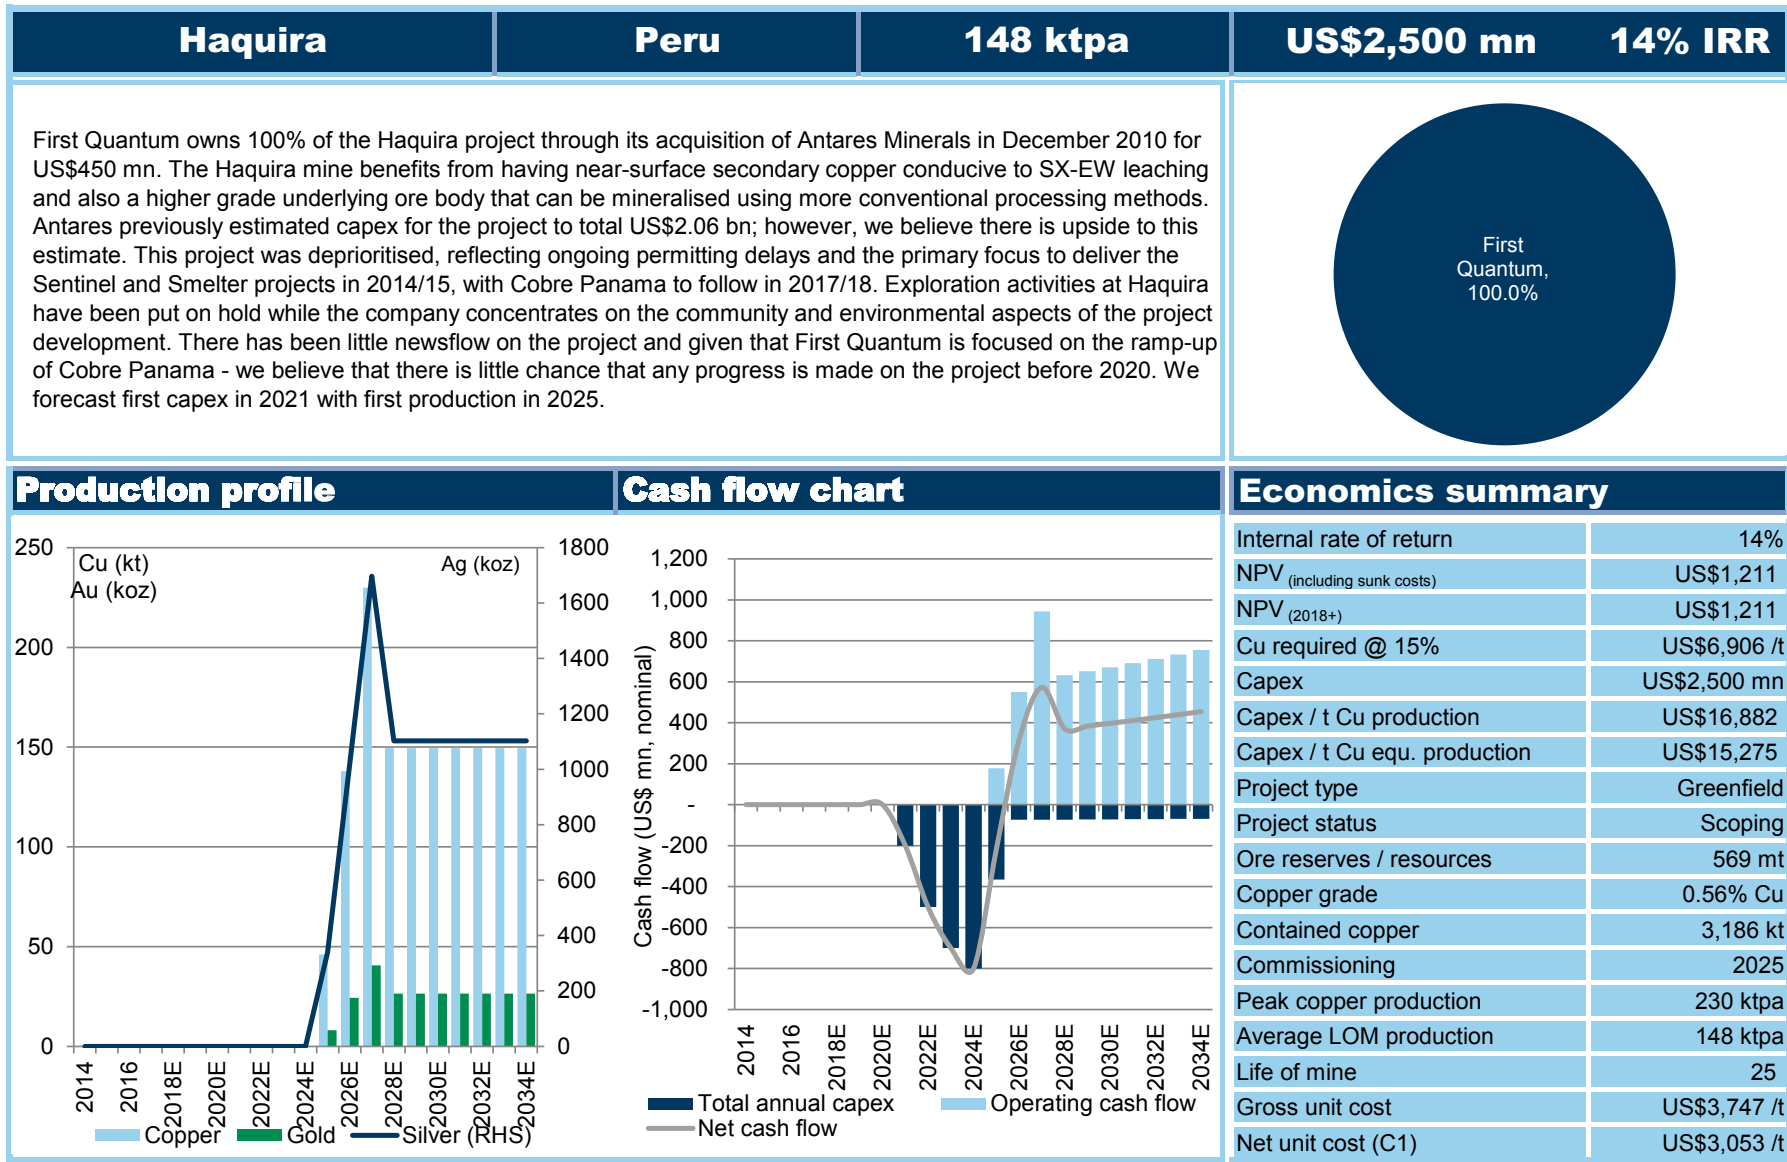 Haquira Peru 148 ktpa US$2,500 mn 14% IRR
First Quantum owns 100% of the Haquira project through its acquisition of Antares Minerals in December 2010 for
US$450 mn. The Haquira mine benefits from having near-surface secondary copper conducive to SX-EW leaching
and also a higher grade underlying ore body that can be mineralised using more conventional processing methods.
Antares previously estimated capex for the project to total US$2.06 bn; however, we believe there is upside to this
estimate. This project was deprioritised, reflecting ongoing permitting delays and the primary focus to deliver the
Sentinel and Smelter projects in 2014/15, with Cobre Panama to follow in 2017/18. Exploration activities at Haquira
have been put on hold while the company concentrates on the community and environmental aspects of the project
development. There has been little newsflow on the project and given that First Quantum is focused on the ramp-up
of Cobre Panama - we believe that there is little chance that any progress is made on the project before 2020. We
forecast first capex in 2021 with first production in 2025.
First
Quantum,
100.0%
Production profile
250
200
150
100
50
0
Cu (kt)
Au (koz)
Ag (koz)
1800
1600
1400
1200
1000
800
600
400
200
0
2014 2016 2018E 2020E 2022E 2024E 2026E 2028E 2030E 2032E 2034E
Copper Gold Silver (RHS)
Cash flow chart
Cash flow (US$ mn, nominal)
1,200
1,000
800
600
400
200
-
-200
-400
-600
-800
-1,000
2014 2016 2018E 2020E 2022E 2024E 2026E 2028E 2030E 2032E 2034E
Total annual capex Operating cash flow
Net cash flow
Economics summary
Internal rate of return 14%
NPV (including sunk costs) US$1,211
NPV (2018+) US$1,211
Cu required @ 15% US$6,906 /t
Capex US$2,500 mn
Capex / t Cu production US$16,882
Capex / t Cu equ. production US$15,275
Project type Greenfield
Project status Scoping
Ore reserves / resources 569 mt
Copper grade 0.56% Cu
Contained copper 3,186 kt
Commissioning 2025
Peak copper production 230 ktpa
Average LOM production 148 ktpa
Life of mine 25
Gross unit cost US$3,747 /t
Net unit cost (C1) US$3,053 /t